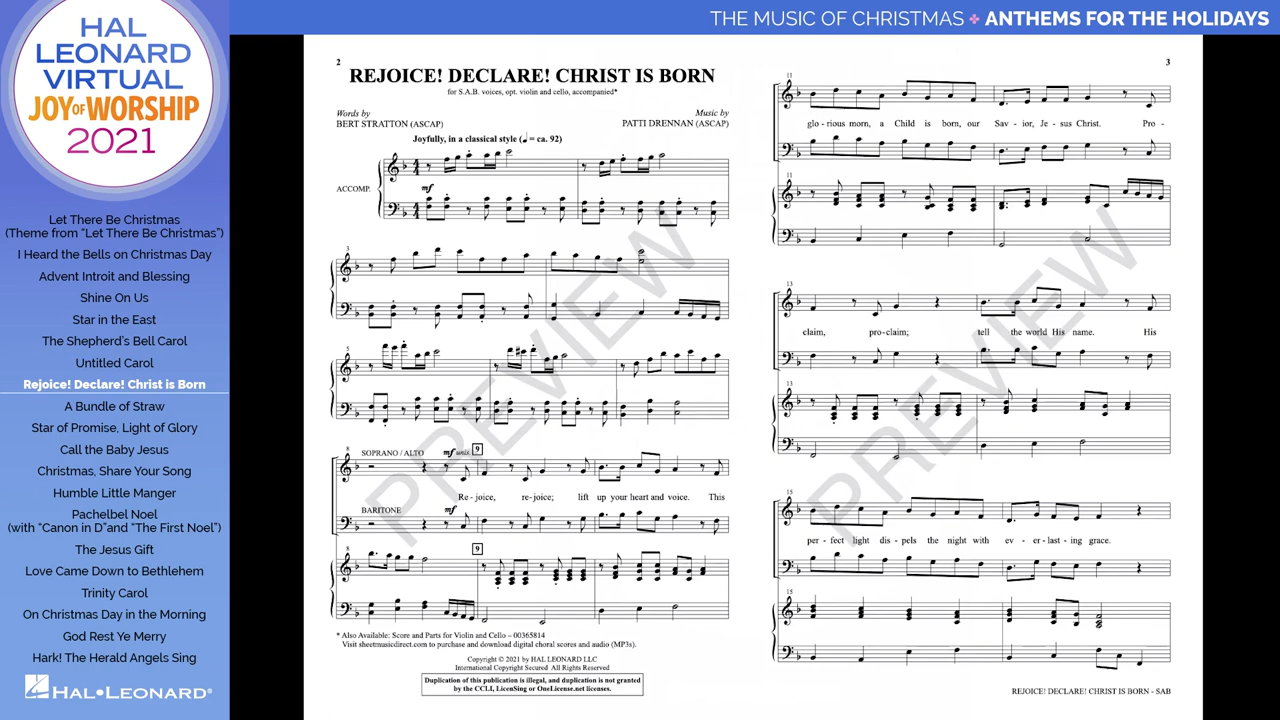 HAL
LEONARD
VIRTUAL
JOY OF WORSHIP
2021
Let There Be Christmas
(Theme from “Let There Be Christmas”)
I Heard the Bells on Christmas Day
Advent Introit and Blessing
Shine On Us
Star in the East
The Shepherd’s Bell Carol
Untitled Carol
Rejoice! Declare! Christ is Born
A Bundle of Straw
Star of Promise, Light of Glory
Call the Baby Jesus
Christmas, Share Your Song
Humble Little Manger
Pachelbel Noel
(with “Canon in D”and “The First Noel”)
The Jesus Gift
Love Came Down to Bethlehem
Trinity Carol
On Christmas Day in the Morning
God Rest Ye Merry
Hark! The Herald Angels Sing
HAL•LEONARD®
THE MUSIC OF CHRISTMAS ANTHEMS FOR THE HOLIDAYS
2
REJOICE! DECLARE! CHRIST IS BORN
for S.A.B. voices, opt. violin and cello, accompanied*
Words by
BERT STRATTON (ASCAP)
Music by
PATTI DRENNAN (ASCAP)
Joyfully, in a classical style (♩= ca. 92)
ACCOMP.
mf
3
5
8
SOPRANO / ALTO
mf unis.
9
Re - joice, re - joice; lift up your heart and voice. This
BARITONE
mf
8
9
* Also Available: Score and Parts for Violin and Cello – 00365814
Visit sheetmusicdirect.com to purchase and download digital choral scores and audio (MP3s).
Copyright © 2021 by HAL LEONARD LLC
International Copyright Secured All Rights Reserved
Duplication of this publication is illegal, and duplication is not granted
by the CCLI, LicenSing or OneLicense.net licenses.
PREVIEW
3
11
glo - rious morn, a Child is born, our Sav - ior, Je - sus Christ. Pro -
11
13
claim, pro-claim; tell the world His name. His
13
15
per - fect light dis - pels the night with ev - er - last - ing grace.
15
REJOICE! DECLARE! CHRIST IS BORN - SAB
PREVIEW